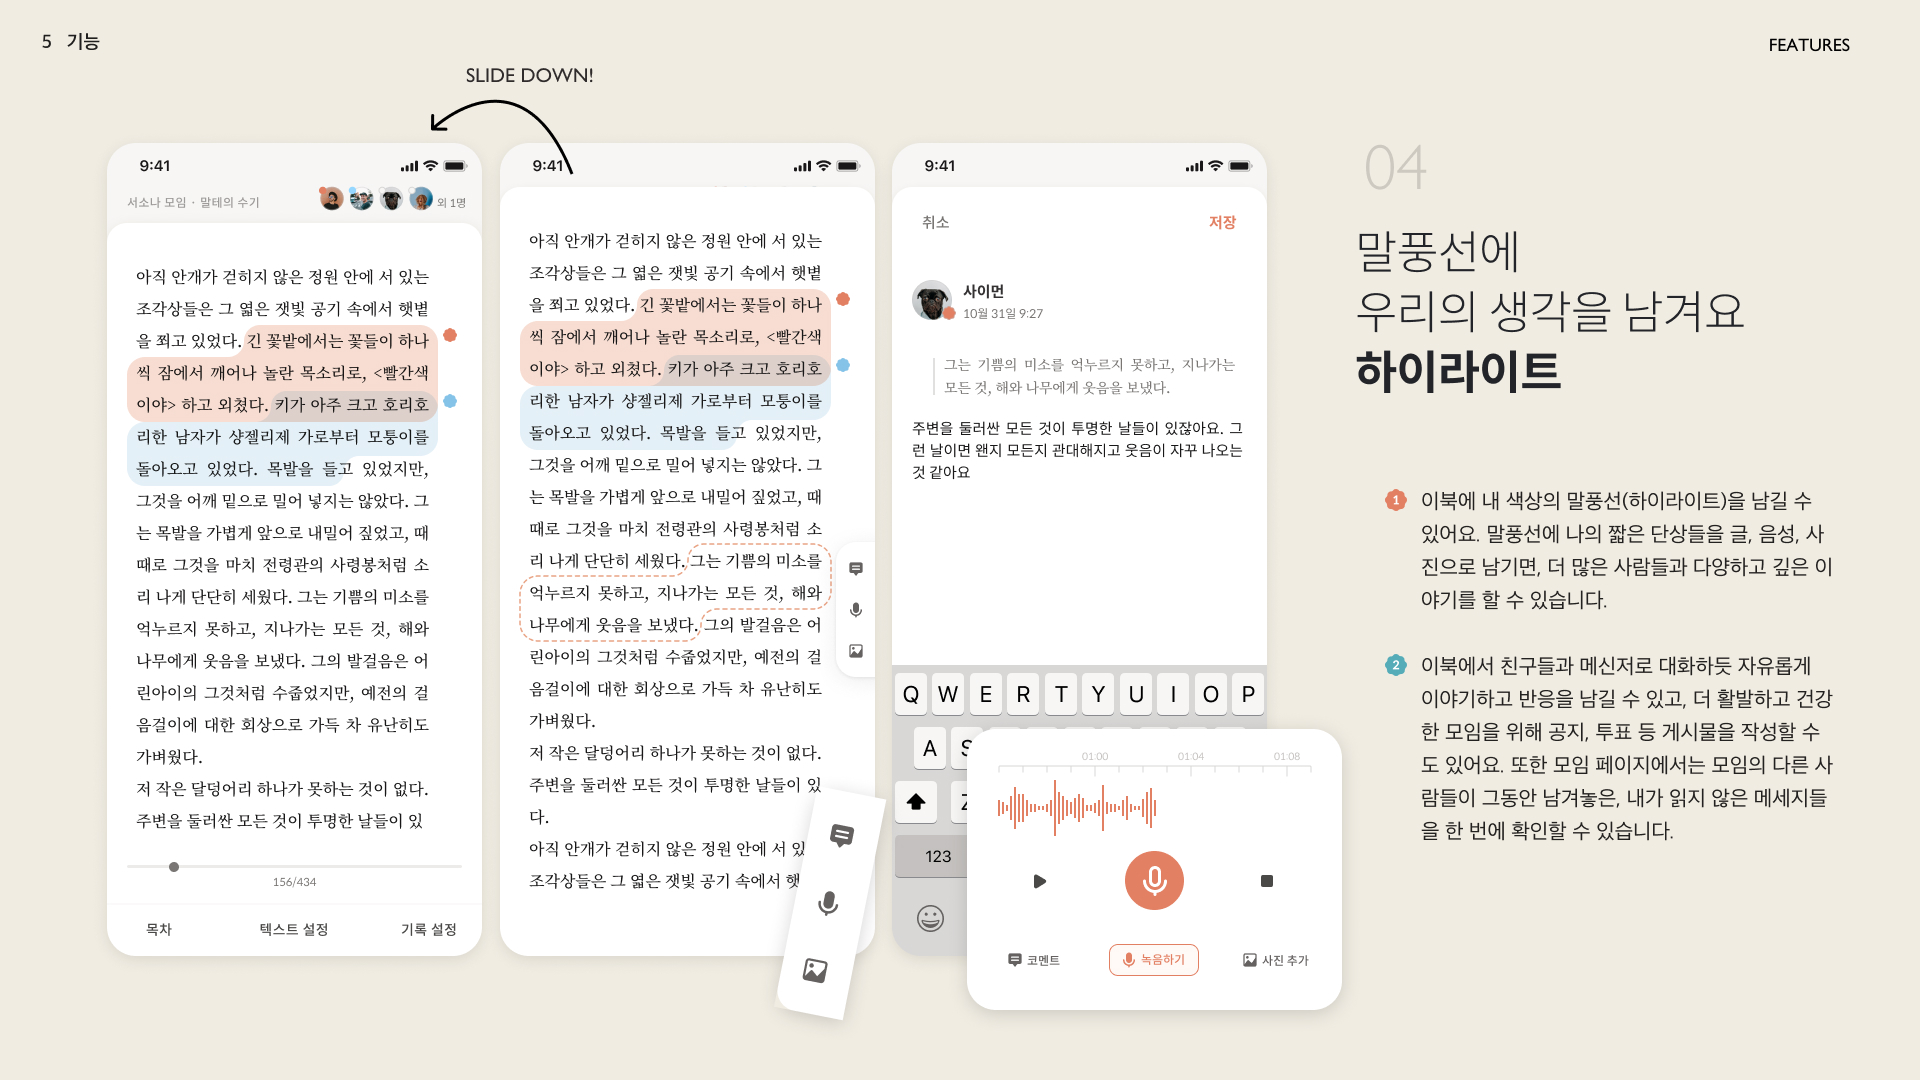 5 기능
FEATURES
SLIDE DOWN!
9:41
서소나 모임 · 말테의 수기
외 1명
아직 안개가 걷히지 않은 정원 안에 서 있는
조각상들은 그 엷은 잿빛 공기 속에서 햇볕
을 쬐고 있었다. 긴 꽃밭에서는 꽃들이 하나
씩 잠에서 깨어나 놀란 목소리로, <빨간색
이야> 하고 외쳤다. 키가 아주 크고 호리호
리한 남자가 샹젤리제 가로부터 모퉁이를
돌아오고 있었다. 목발을 들고 있었지만,
그것을 어깨 밑으로 밀어 넣지는 않았다. 그
는 목발을 가볍게 앞으로 내밀어 짚었고, 때
때로 그것을 마치 전령관의 사령봉처럼 소
리 나게 단단히 세웠다. 그는 기쁨의 미소를
억누르지 못하고, 지나가는 모든 것, 해와
나무에게 웃음을 보냈다. 그의 발걸음은 어
린아이의 그것처럼 수줍었지만, 예전의 걸
음걸이에 대한 회상으로 가득 차 유난히도
가벼웠다.
저 작은 달덩어리 하나가 못하는 것이 없다.
주변을 둘러싼 모든 것이 투명한 날들이 있
156/434
목차
텍스트 설정
기록 설정
9:41
아직 안개가 걷히지 않은 정원 안에 서 있는
조각상들은 그 엷은 잿빛 공기 속에서 햇볕
을 쬐고 있었다. 긴 꽃밭에서는 꽃들이 하나
씩 잠에서 깨어나 놀란 목소리로, <빨간색
이야> 하고 외쳤다. 키가 아주 크고 호리호
리한 남자가 샹젤리제 가로부터 모퉁이를
돌아오고 있었다. 목발을 들고 있었지만,
그것을 어깨 밑으로 밀어 넣지는 않았다. 그
는 목발을 가볍게 앞으로 내밀어 짚었고, 때
때로 그것을 마치 전령관의 사령봉처럼 소
리 나게 단단히 세웠다. 그는 기쁨의 미소를
억누르지 못하고, 지나가는 모든 것, 해와
나무에게 웃음을 보냈다. 그의 발걸음은 어
린아이의 그것처럼 수줍었지만, 예전의 걸
음걸이에 대한 회상으로 가득 차 유난히도
가벼웠다.
저 작은 달덩어리 하나가 못하는 것이 없다.
주변을 둘러싼 모든 것이 투명한 날들이 있
다.
아직 안개가 걷히지 않은 정원 안에 서
조각상들은 그 엷은 잿빛 공기 속에서
9:41
취소
저장
사이먼
10월 31일 9:27
그는 기쁨의 미소를 억누르지 못하고, 지나가는
모든 것, 해와 나무에게 웃음을 보냈다.
주변을 둘러싼 모든 것이 투명한 날들이 있잖아요. 그
런 날이면 왠지 모든지 관대해지고 웃음이 자꾸 나오는
것 같아요
Q W E R T Y U I O P
A S
Z
123
01:00 01:04 01:08
코멘트
녹음하기
사진 추가
04
말풍선에
우리의 생각을 남겨요
하이라이트
1 이북에 내 색상의 말풍선(하이라이트)을 남길 수
있어요. 말풍선에 나의 짧은 단상들을 글, 음성, 사
진으로 남기면, 더 많은 사람들과 다양하고 깊은 이
야기를 할 수 있습니다.
2 이북에서 친구들과 메신저로 대화하듯 자유롭게
이야기하고 반응을 남길 수 있고, 더 활발하고 건강
한 모임을 위해 공지, 투표 등 게시물을 작성할 수
도 있어요. 또한 모임 페이지에서는 모임의 다른 사
람들이 그동안 남겨놓은, 내가 읽지 않은 메세지들
을 한 번에 확인할 수 있습니다.